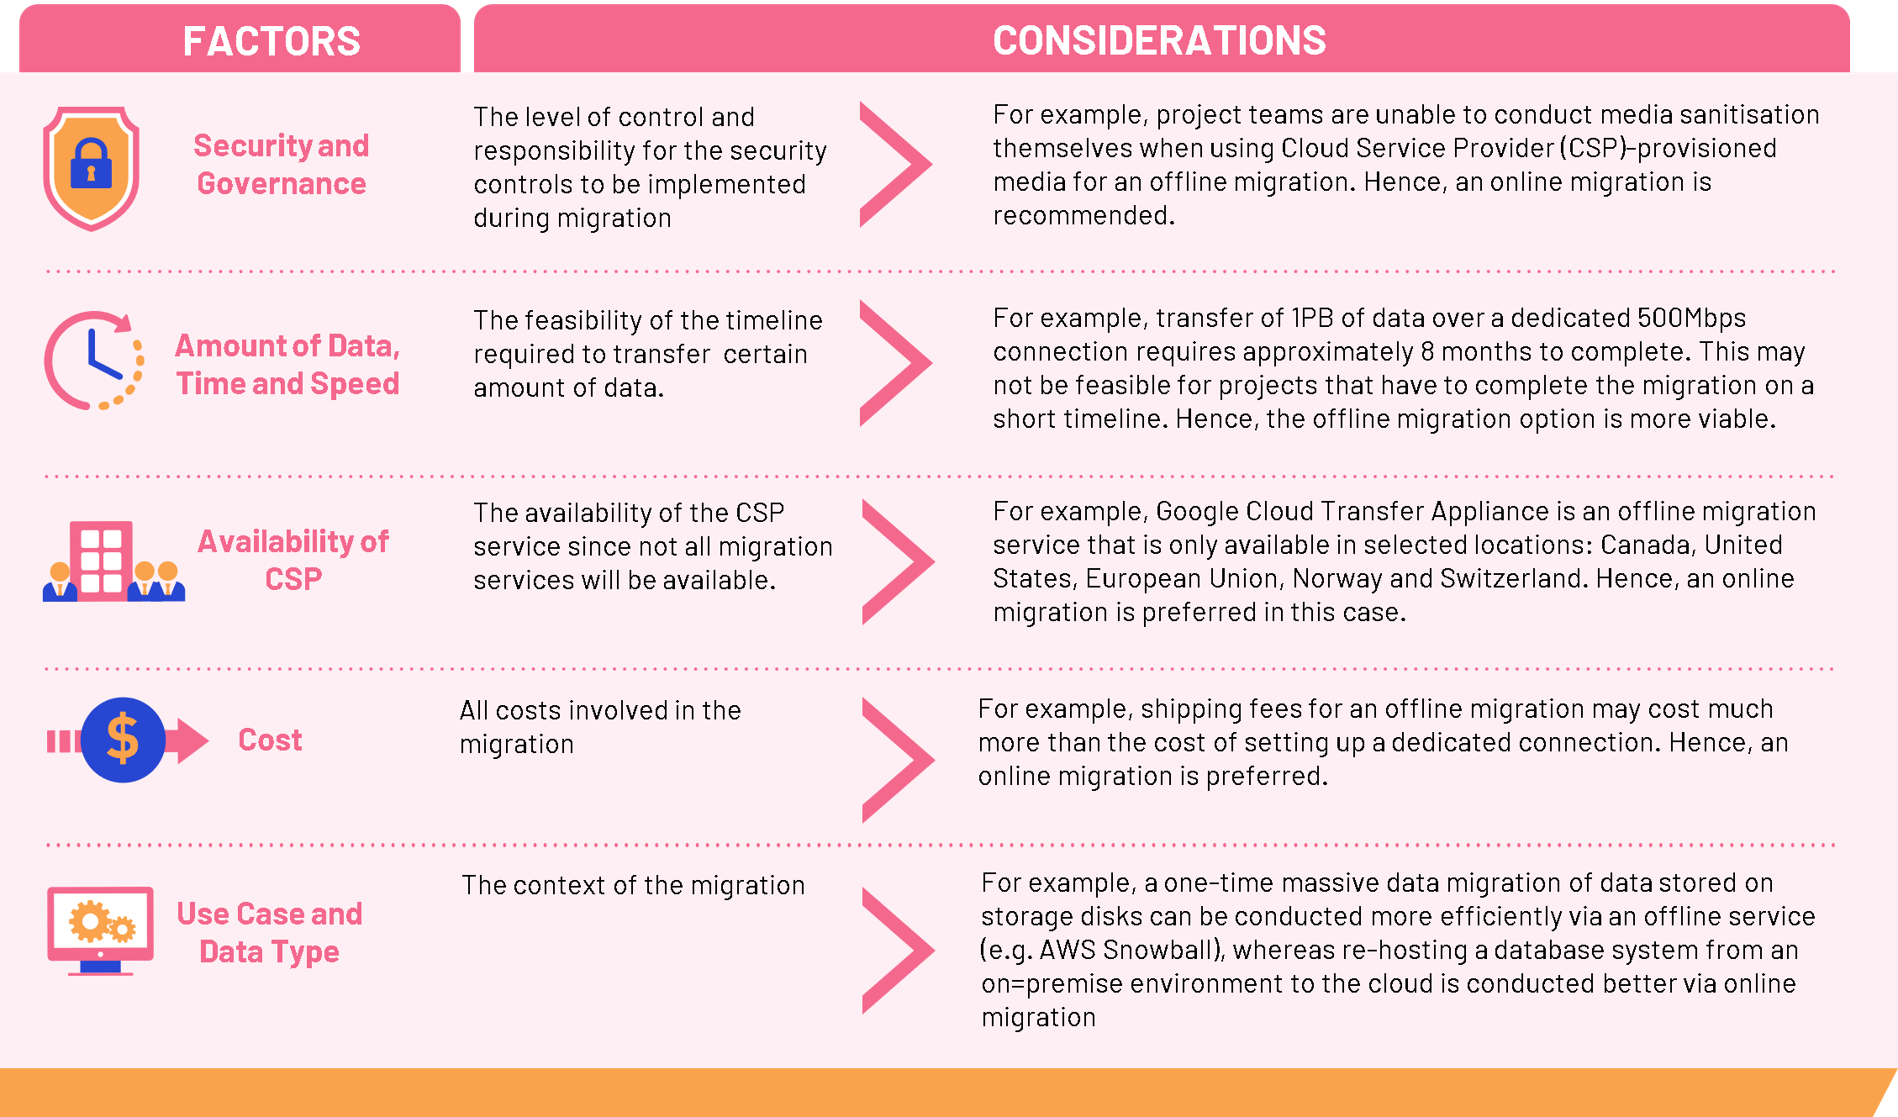 FACTORS
CONSIDERATIONS
Security and
Governance
The level of control and
responsibility for the security
controls to be implemented
during migration
For example, project teams are unable to conduct media sanitisation
themselves when using Cloud Service Provider (CSP)-provisioned
media for an offline migration. Hence, an online migration is
recommended.
Amount of Data,
Time and Speed
The feasibility of the timeline
required to transfer certain
amount of data.
For example, transfer of 1PB of data over a dedicated 500Mbps
connection requires approximately 8 months to complete. This may
not be feasible for projects that have to complete the migration on a
short timeline. Hence, the offline migration option is more viable.
Availability of
CSP
The availability of the CSP
service since not all migration
services will be available.
For example, Google Cloud Transfer Appliance is an offline migration
service that is only available in selected locations: Canada, United
States, European Union, Norway and Switzerland. Hence, an online
migration is preferred in this case.
$
Cost
All costs involved in the
migration
For example, shipping fees for an offline migration may cost much
more than the cost of setting up a dedicated connection. Hence, an
online migration is preferred.
Use Case and
Data Type
The context of the migration
For example, a one-time massive data migration of data stored on
storage disks can be conducted more efficiently via an offline service
(e.g. AWS Snowball), whereas re-hosting a database system from an
on=premise environment to the cloud is conducted better via online
migration